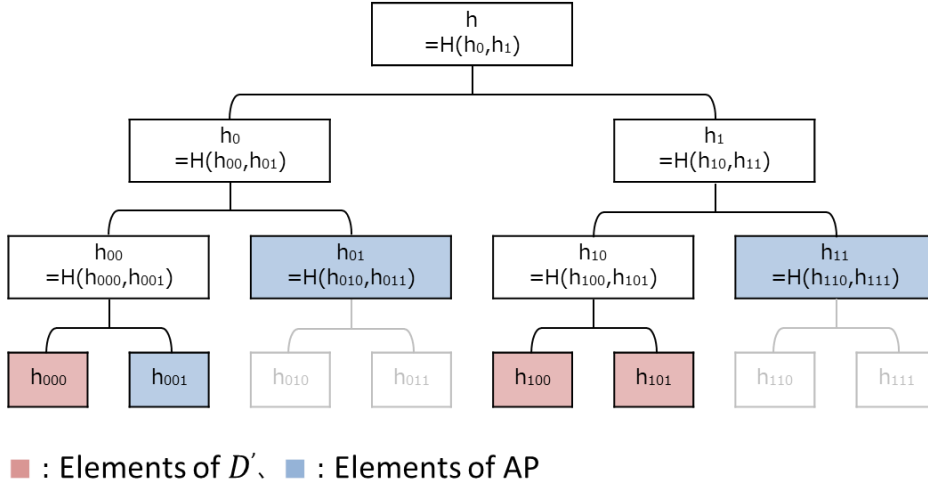 h
=H(h₀,h₁)
h₀
=H(h₀₀,h₀₁)
h₁
=H(h₁₀,h₁₁)
h₀₀
=H(h₀₀₀,h₀₀₁)
h₀₁
=H(h₀₁₀,h₀₁₁)
h₁₀
=H(h₁₀₀,h₁₀₁)
h₁₁
=H(h₁₁₀,h₁₁₁)
h₀₀₀ h₀₀₁ h₀₁₀ h₀₁₁ h₁₀₀ h₁₀₁ h₁₁₀ h₁₁₁
: Elements of D′、 : Elements of AP